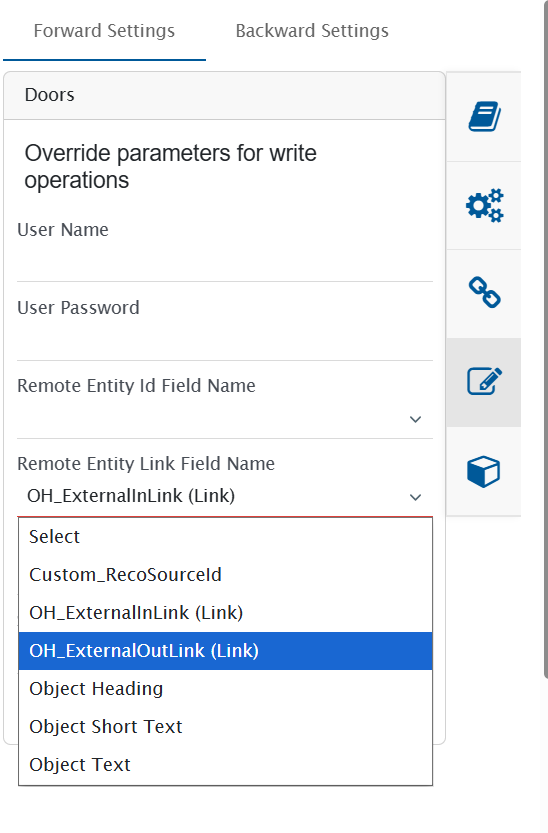 Forward Settings
Backward Settings
Doors
Override parameters for write
operations
User Name
User Password
Remote Entity Id Field Name
Remote Entity Link Field Name
OH_ExternalInLink (Link)
Select
Custom_RecoSourceId
OH_ExternalInLink (Link)
OH_ExternalOutLink (Link)
Object Heading
Object Short Text
Object Text